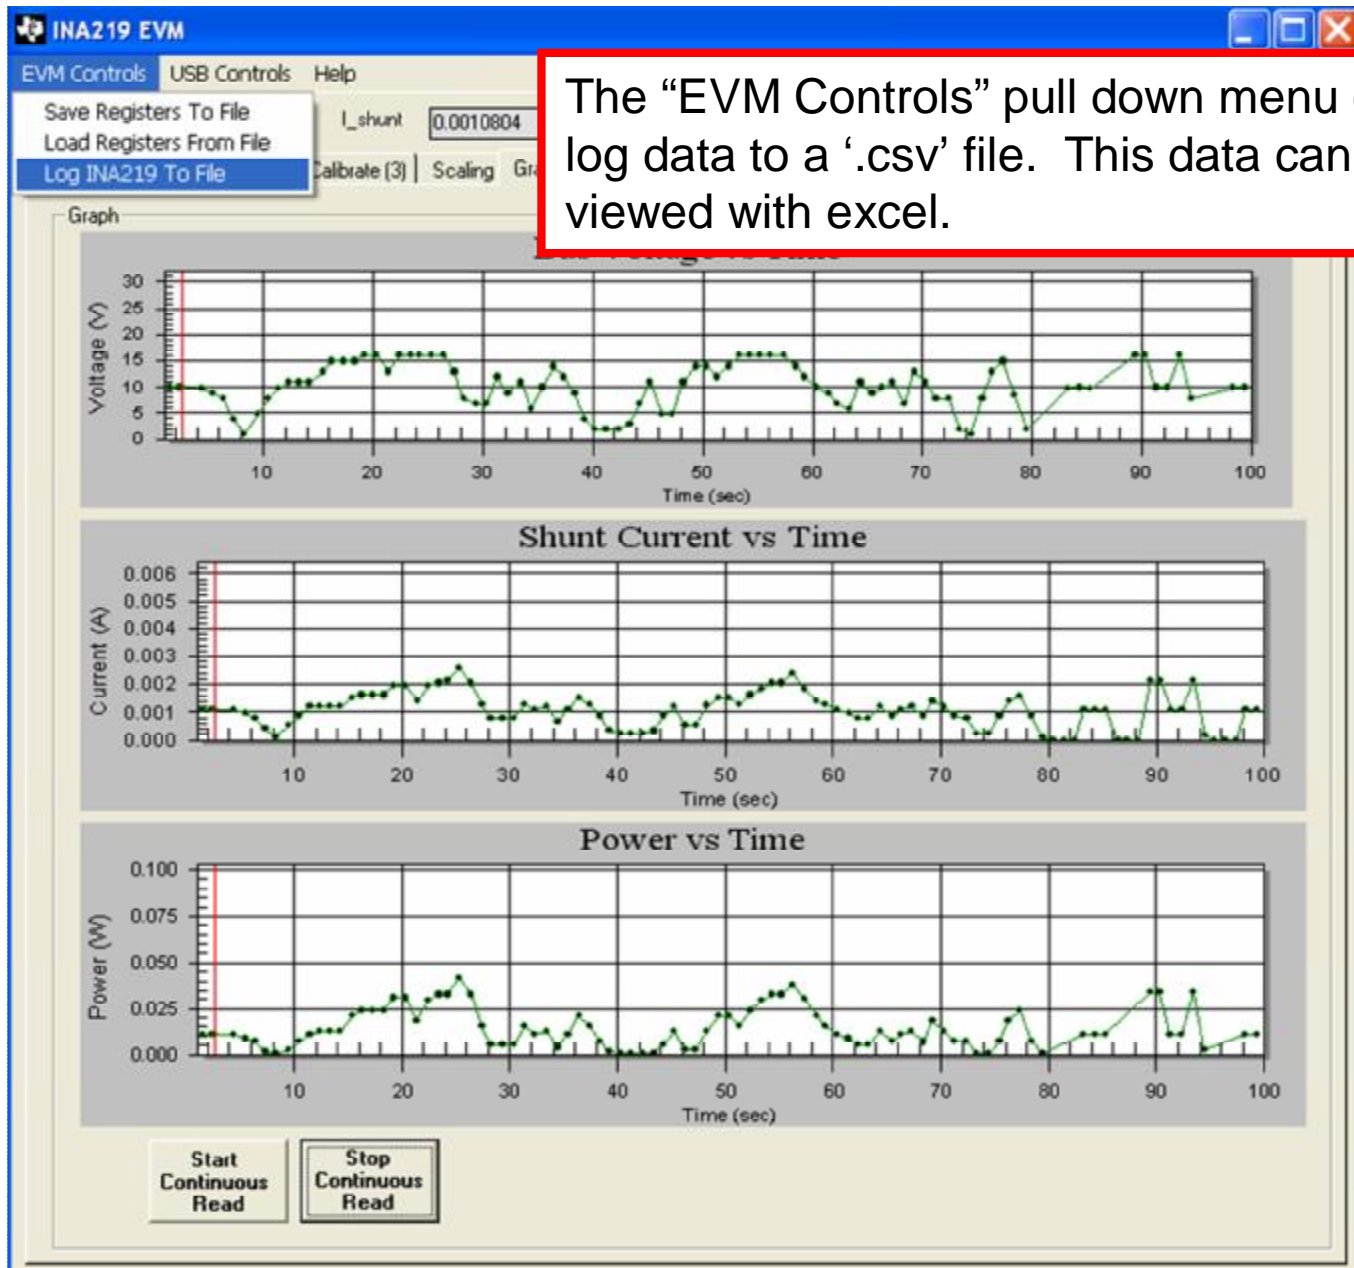 INA219 EVM
EVM Controls USB Controls Help
Save Registers To File
Load Registers From File
Log INA219 To File
I_shunt 0.0010804
Calibrate (3) Scaling
The “EVM Controls” pull down menu
log data to a ‘.csv’ file. This data can
viewed with excel.
Graph
Voltage (V)
30
25
20
15
10
5
0
10 20 30 40 50 60 70 80 90 100
Time (sec)
Shunt Current vs Time
Current (A)
0.006
0.005
0.004
0.003
0.002
0.001
0.000
10 20 30 40 50 60 70 80 90 100
Time (sec)
Power vs Time
Power (W)
0.100
0.075
0.050
0.025
0.000
10 20 30 40 50 60 70 80 90 100
Time (sec)
Start
Continuous
Read
Stop
Continuous
Read